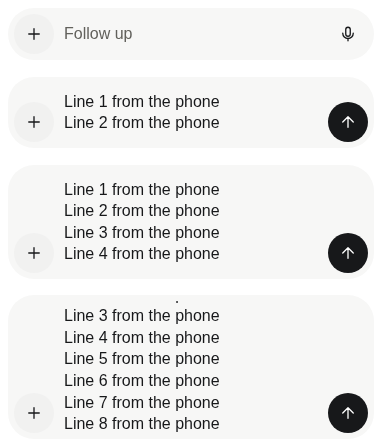 Follow up
Line 1 from the phone
Line 2 from the phone
Line 1 from the phone
Line 2 from the phone
Line 3 from the phone
Line 4 from the phone
Line 3 from the phone
Line 4 from the phone
Line 5 from the phone
Line 6 from the phone
Line 7 from the phone
Line 8 from the phone